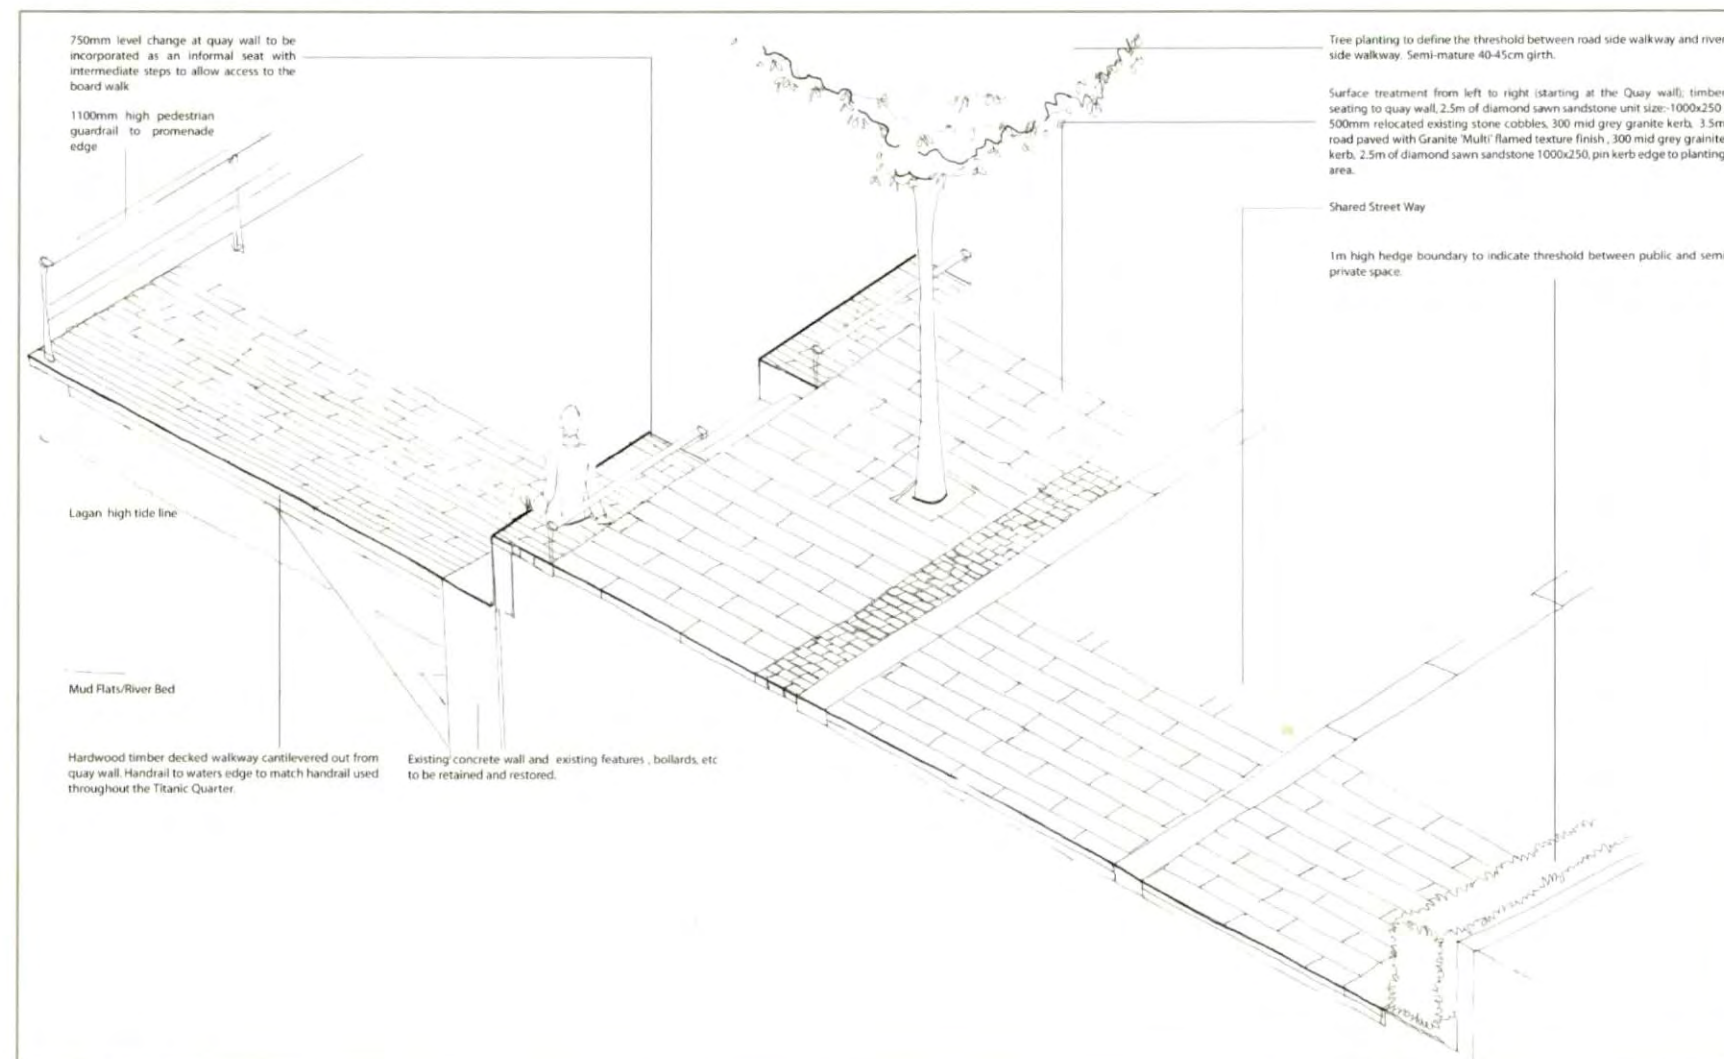 750mm level change at quay wall to be
incorporated as an informal seat with
intermediate steps to allow access to the
board walk
1100mm high pedestrian
guardrail to promenade
edge
Tree planting to define the threshold between road side walkway and river
side walkway. Semi-mature 40-45cm girth.
Surface treatment from left to right (starting at the Quay wall); timber
seating to quay wall, 2.5m of diamond sawn sandstone unit size:-1000x250
500mm relocated existing stone cobbles, 300 mid grey granite kerb, 3.5m
road paved with Granite 'Multi' flamed texture finish, 300 mid grey grainite
kerb, 2.5m of diamond sawn sandstone 1000x250, pin kerb edge to planting
area.
Shared Street Way
1m high hedge boundary to indicate threshold between public and semi
private space.
Lagan high tide line
Mud Flats/River Bed
Hardwood timber decked walkway cantilevered out from
quay wall. Handrail to waters edge to match handrail used
throughout the Titanic Quarter.
Existing concrete wall and existing features, bollards, etc
to be retained and restored.